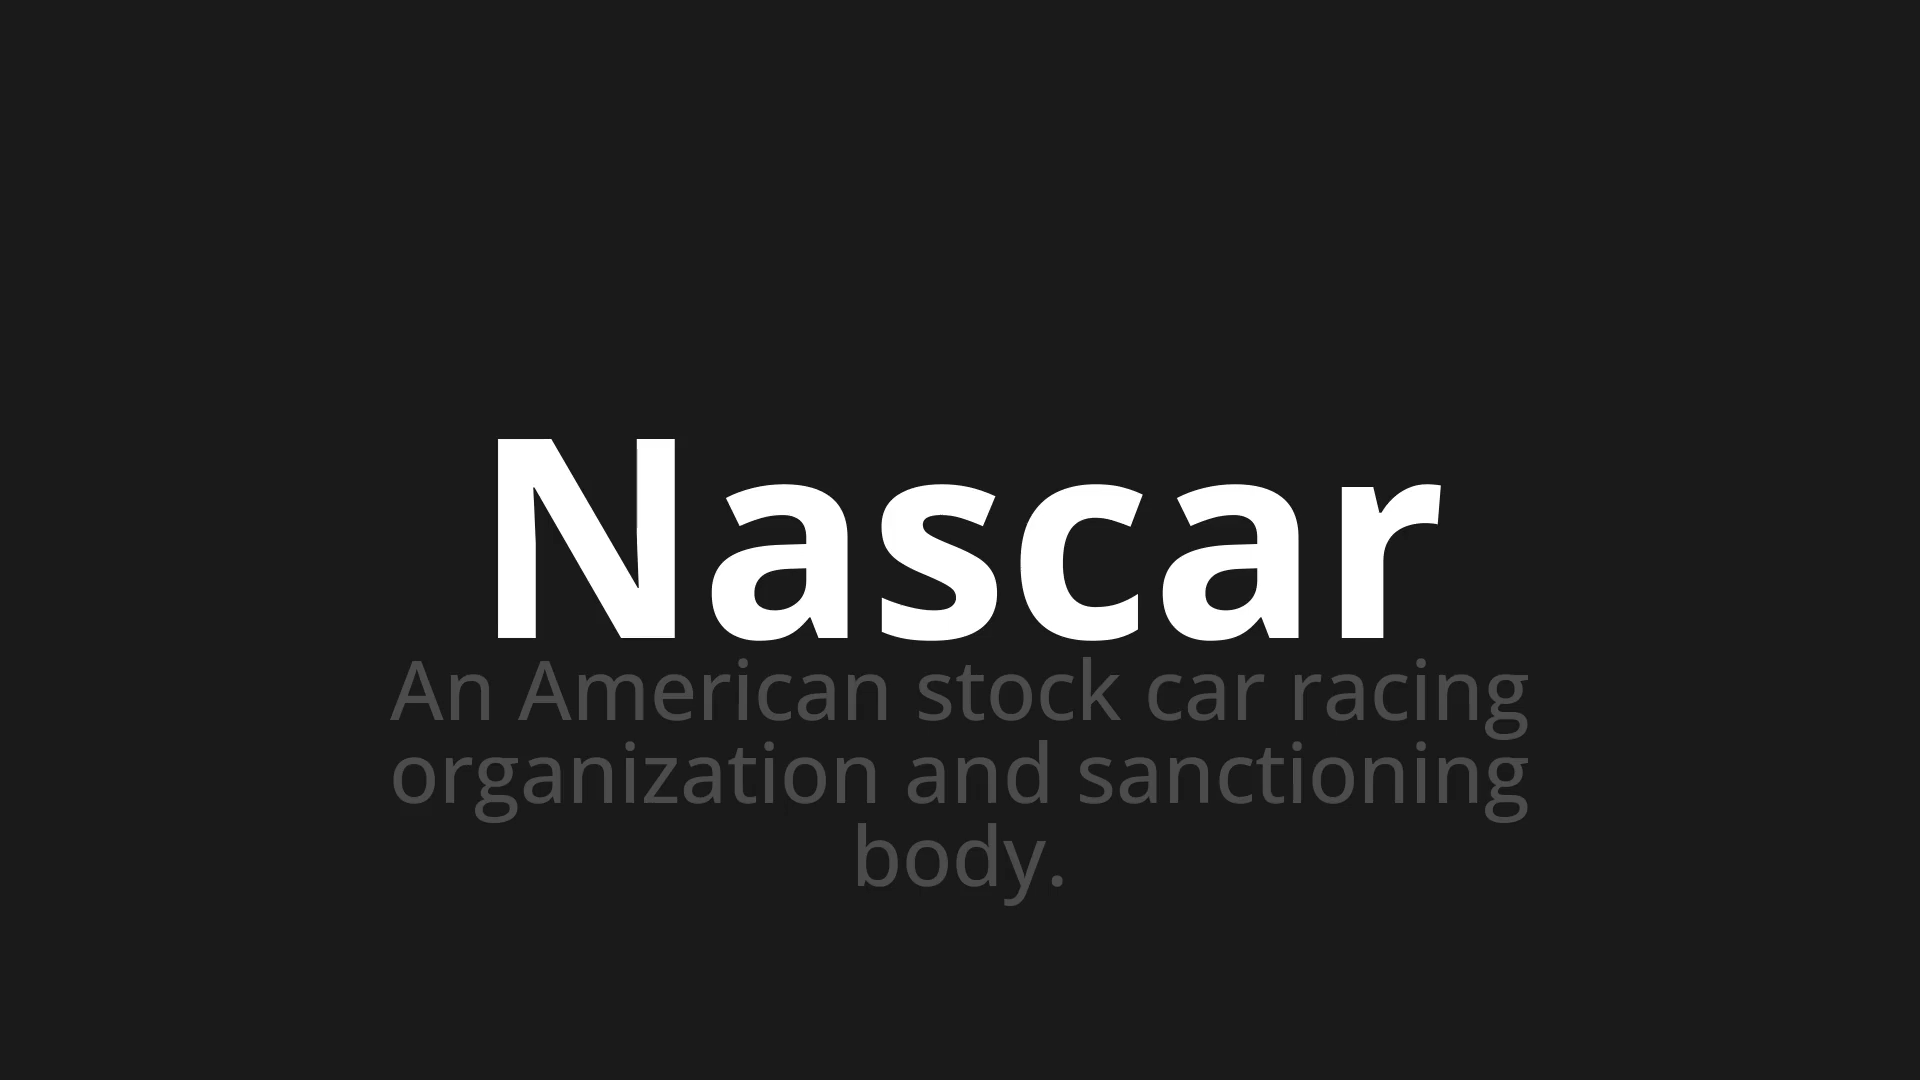 Nascar
An American stock car racing
organization and sanctioning
body.